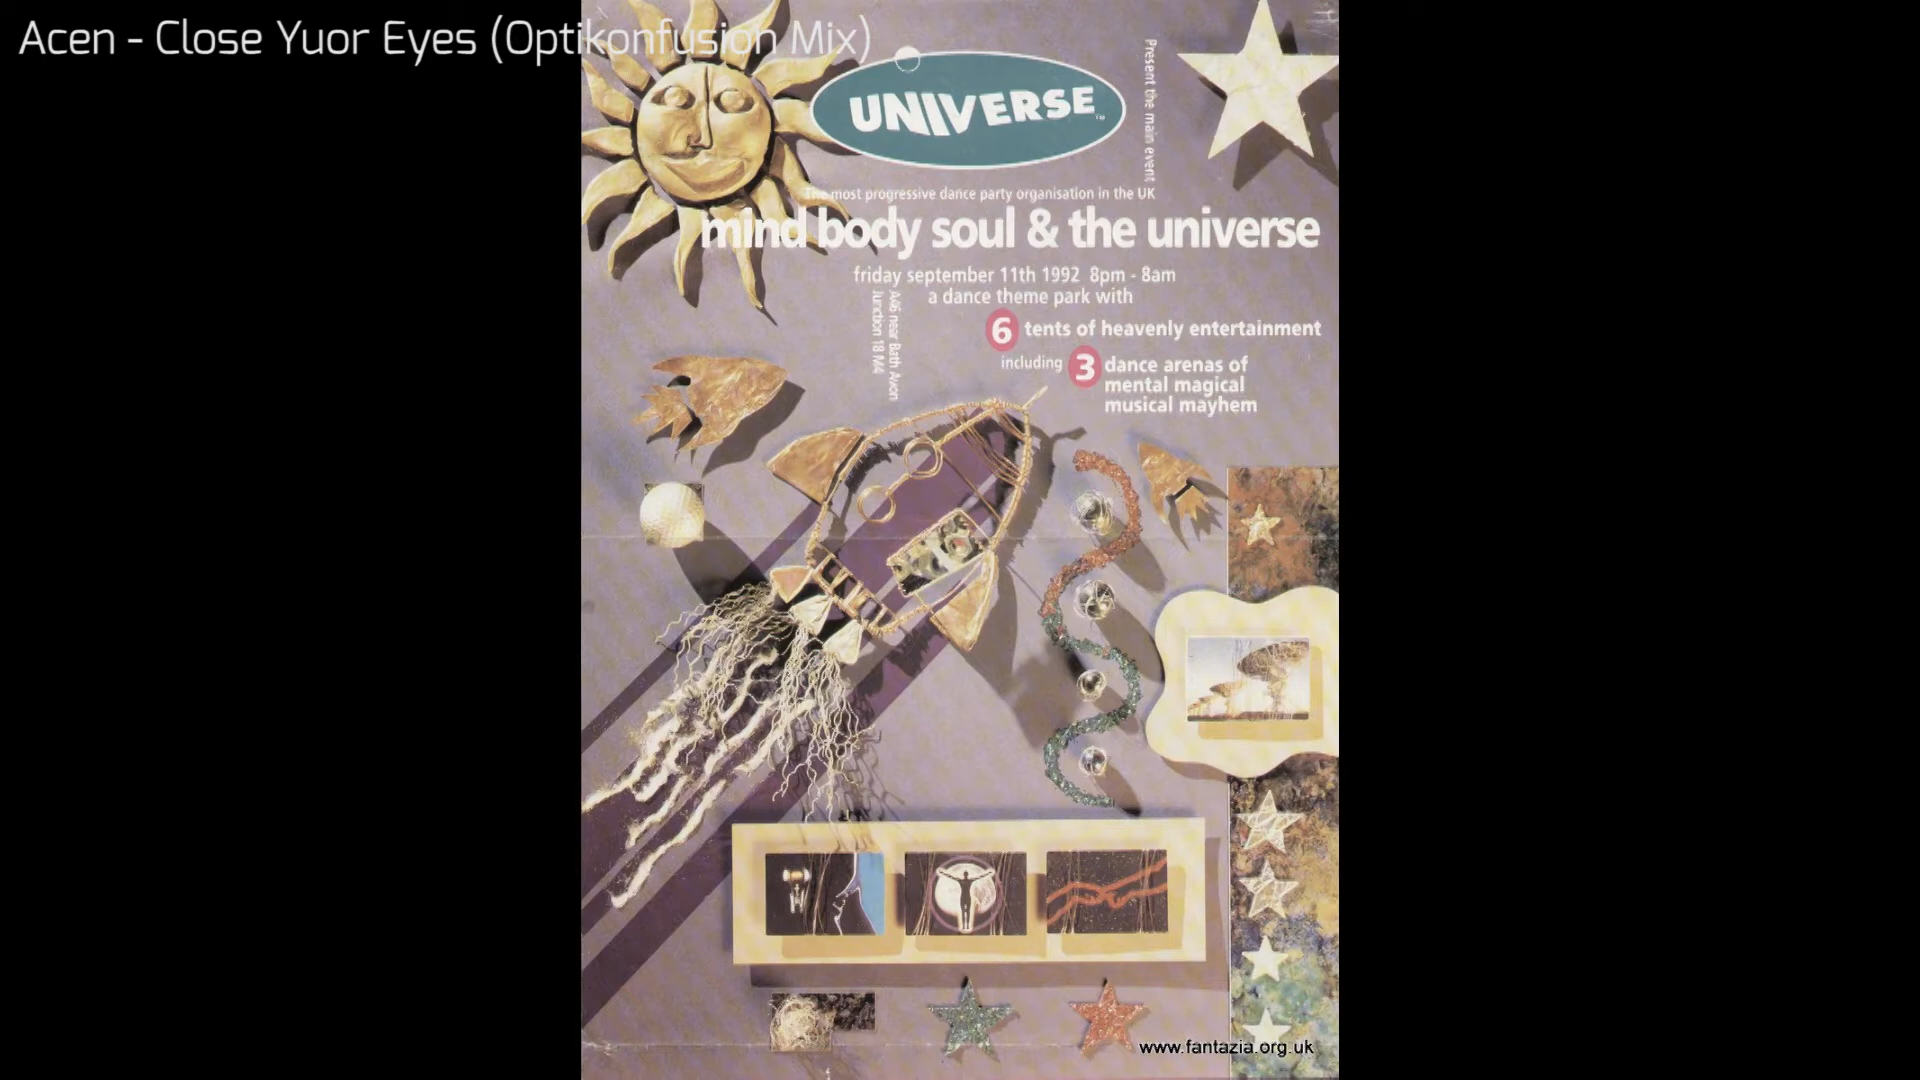 Acen - Close Yuor Eyes (Optikonfusion Mix)
UNIVERSE
TM
Present the main event
The most progressive dance party organisation in the UK
mind body soul & the universe
friday september 11th 1992 8pm - 8am
a dance theme park with
A46 near Bath Avon
Junction 18 M4
6 tents of heavenly entertainment
including 3 dance arenas of
mental magical
musical mayhem
www.fantazia.org.uk